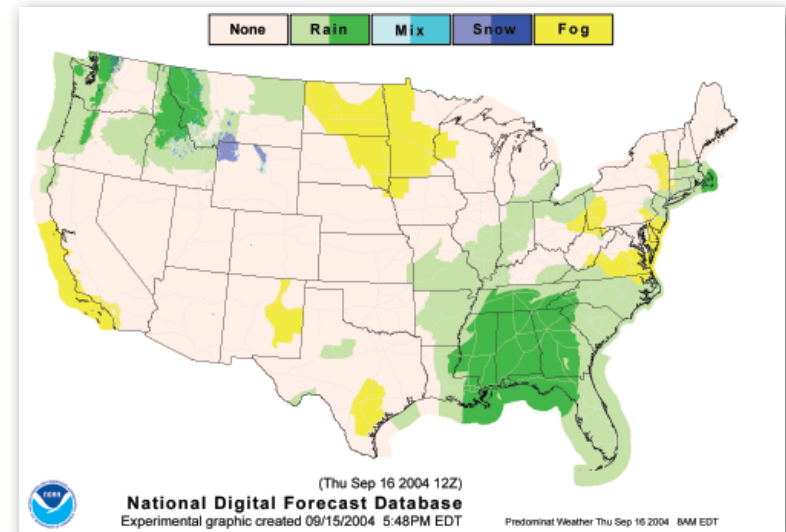 None Rain Mix Snow Fog
(Thu Sep 16 2004 12Z)
National Digital Forecast Database
Experimental graphic created 09/15/2004 5:48PM EDT
Predominat Weather Thu Sep 16 2004 8AM EDT